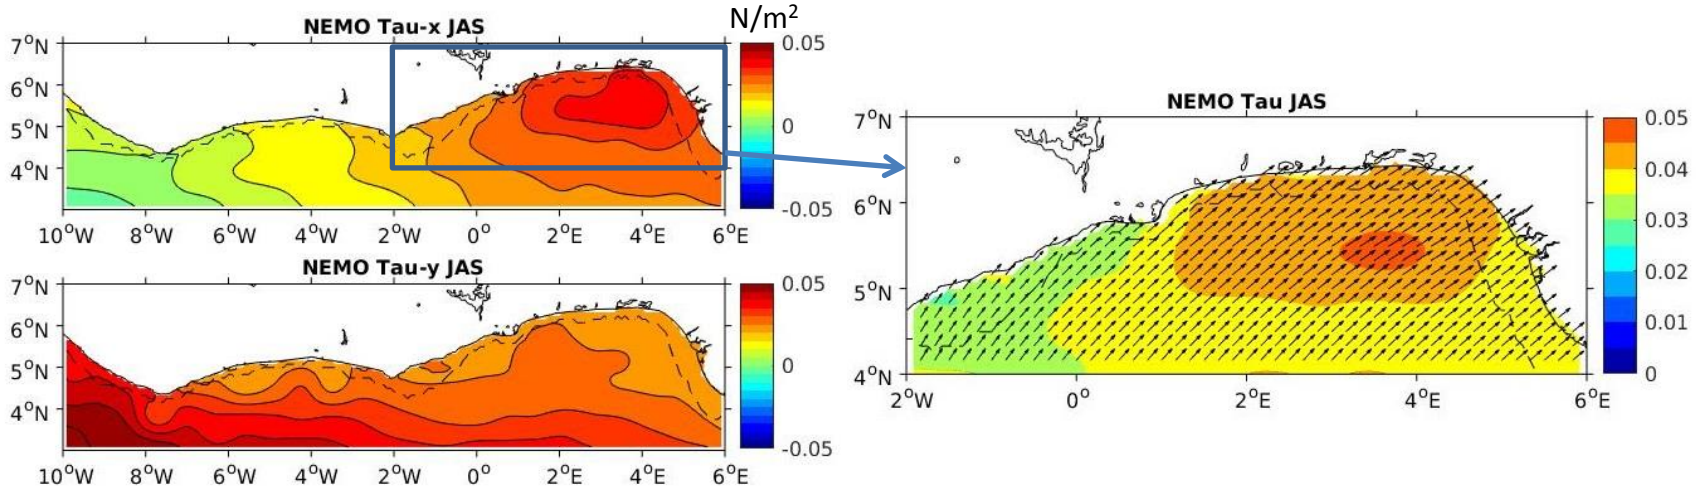 N/m²
NEMO Tau-x JAS
7°N
6°N
5°N
4°N
0.05
0
-0.05
10°W 8°W 6°W 4°W 2°W 0° 2°E 4°E 6°E
NEMO Tau-y JAS
7°N
6°N
5°N
4°N
0.05
0
-0.05
10°W 8°W 6°W 4°W 2°W 0° 2°E 4°E 6°E
NEMO Tau JAS
7°N
6°N
5°N
4°N
0.05
0.04
0.03
0.02
0.01
0
2°W 0° 2°E 4°E 6°E